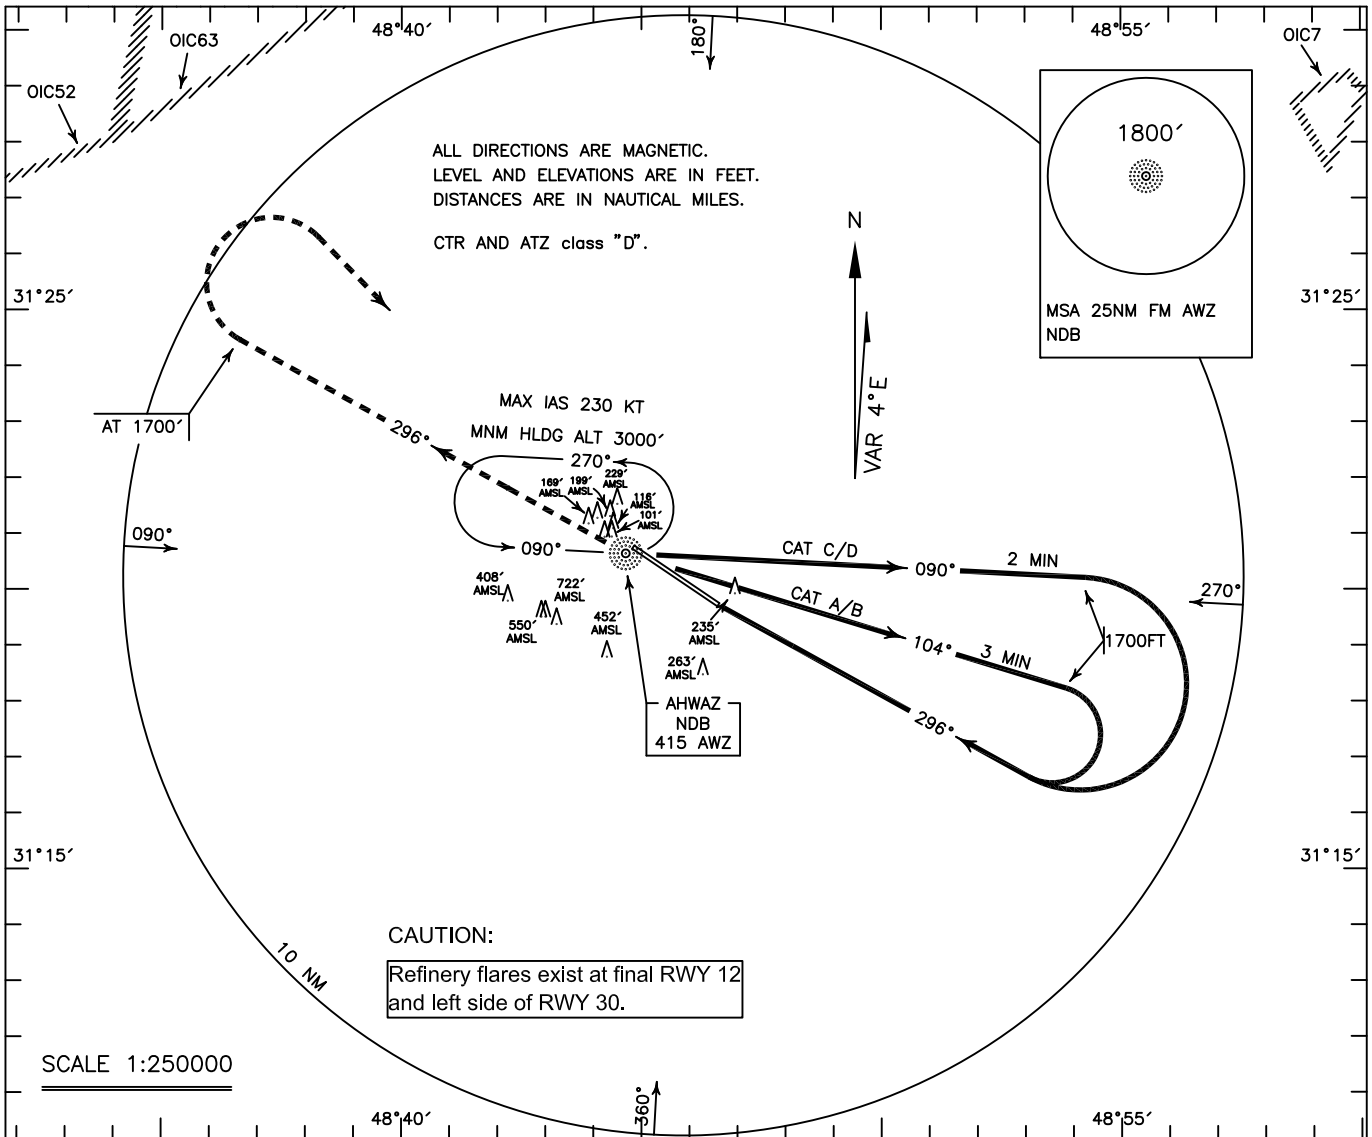 48°40′
180°
48°55′
OIC63
OIC52
OIC7
ALL DIRECTIONS ARE MAGNETIC.
LEVEL AND ELEVATIONS ARE IN FEET.
DISTANCES ARE IN NAUTICAL MILES.
CTR AND ATZ class "D".
1800′
MSA 25NM FM AWZ
NDB
N
VAR 4°E
31°25′
31°25′
AT 1700′
296°
MAX IAS 230 KT
MNM HLDG ALT 3000′
270°
169′
AMSL
199′
AMSL
229′
AMSL
116′
AMSL
101′
AMSL
090°
090°
CAT C/D
090°
2 MIN
270°
CAT A/B
104°
3 MIN
1700FT
296°
408′
AMSL
722′
AMSL
550′
AMSL
452′
AMSL
235′
AMSL
263′
AMSL
AHWAZ
NDB
415 AWZ
31°15′
31°15′
10 NM
CAUTION:
Refinery flares exist at final RWY 12
and left side of RWY 30.
SCALE 1:250000
48°40′
360°
48°55′